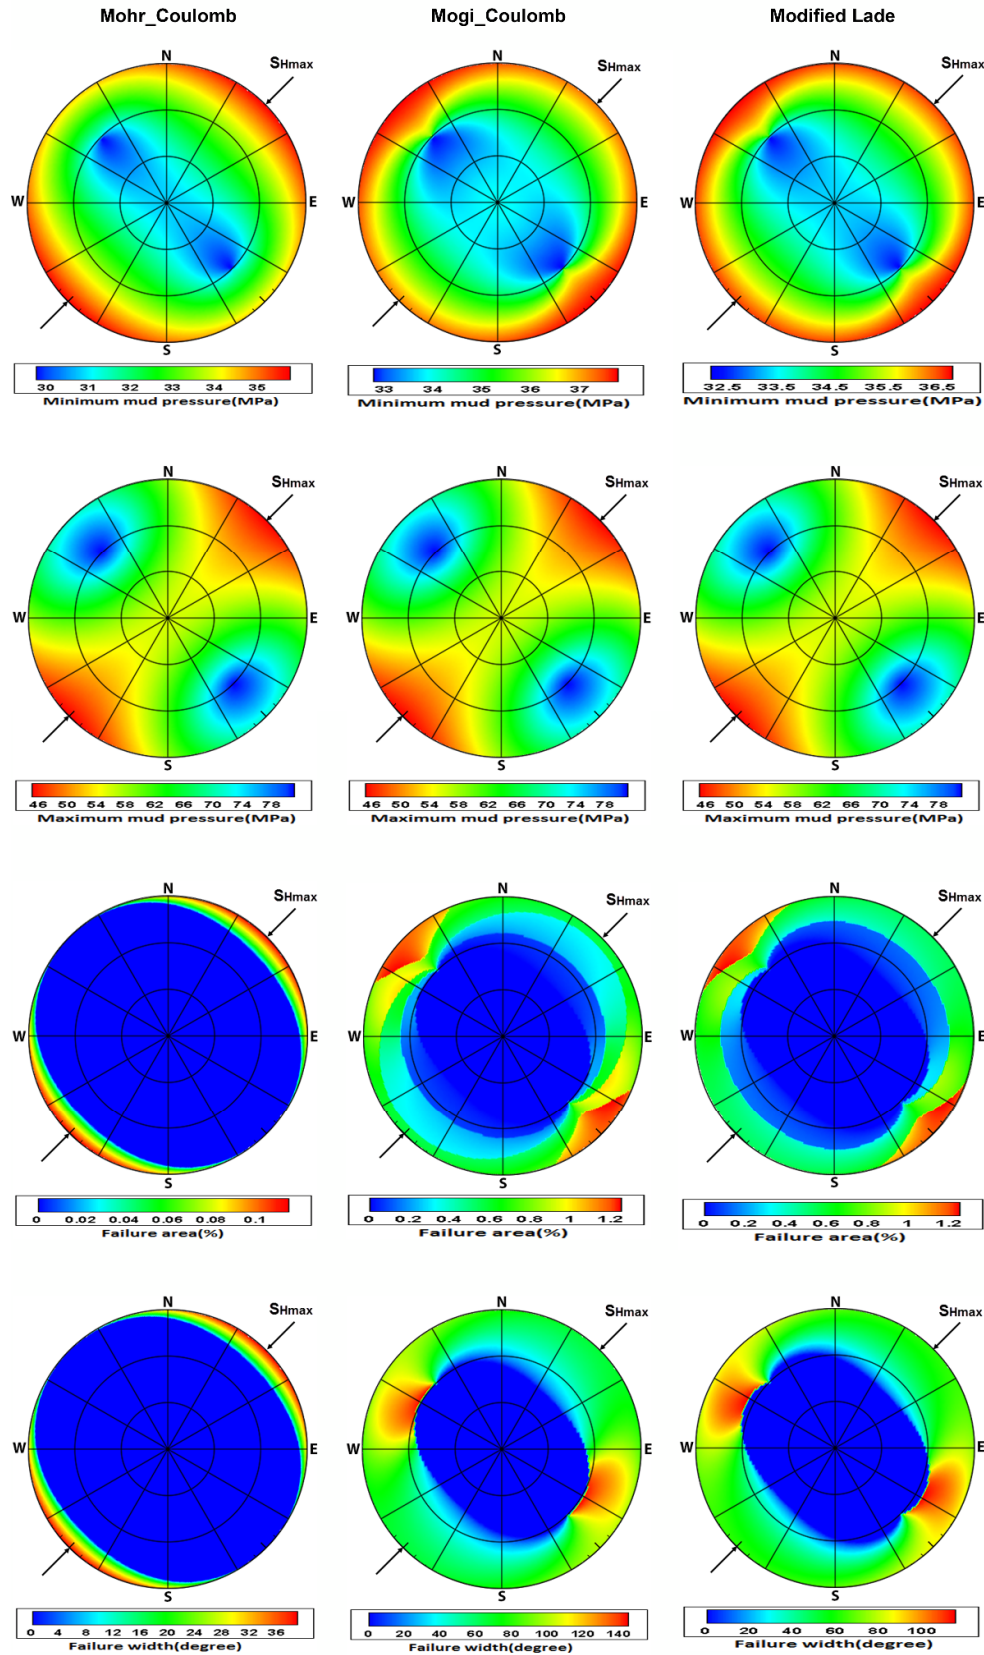 Mohr_Coulomb Mogi_Coulomb Modified Lade
N SHmax N SHmax N SHmax
W E W E W E
S S S
30 31 32 33 34 35 33 34 35 36 37 32.5 33.5 34.5 35.5 36.5
Minimum mud pressure(MPa) Minimum mud pressure(MPa) Minimum mud pressure(MPa)
N SHmax N SHmax N SHmax
W E W E W E
S S S
46 50 54 58 62 66 70 74 78 46 50 54 58 62 66 70 74 78 46 50 54 58 62 66 70 74 78
Maximum mud pressure(MPa) Maximum mud pressure(MPa) Maximum mud pressure(MPa)
N SHmax N SHmax N SHmax
W E W E W E
S S S
0 0.02 0.04 0.06 0.08 0.1 0 0.2 0.4 0.6 0.8 1 1.2 0 0.2 0.4 0.6 0.8 1 1.2
Failure area(%) Failure area(%) Failure area(%)
N SHmax N SHmax N SHmax
W E W E W E
S S S
0 4 8 12 16 20 24 28 32 36 0 20 40 60 80 100 120 140 0 20 40 60 80 100
Failure width(degree) Failure width(degree) Failure width(degree)